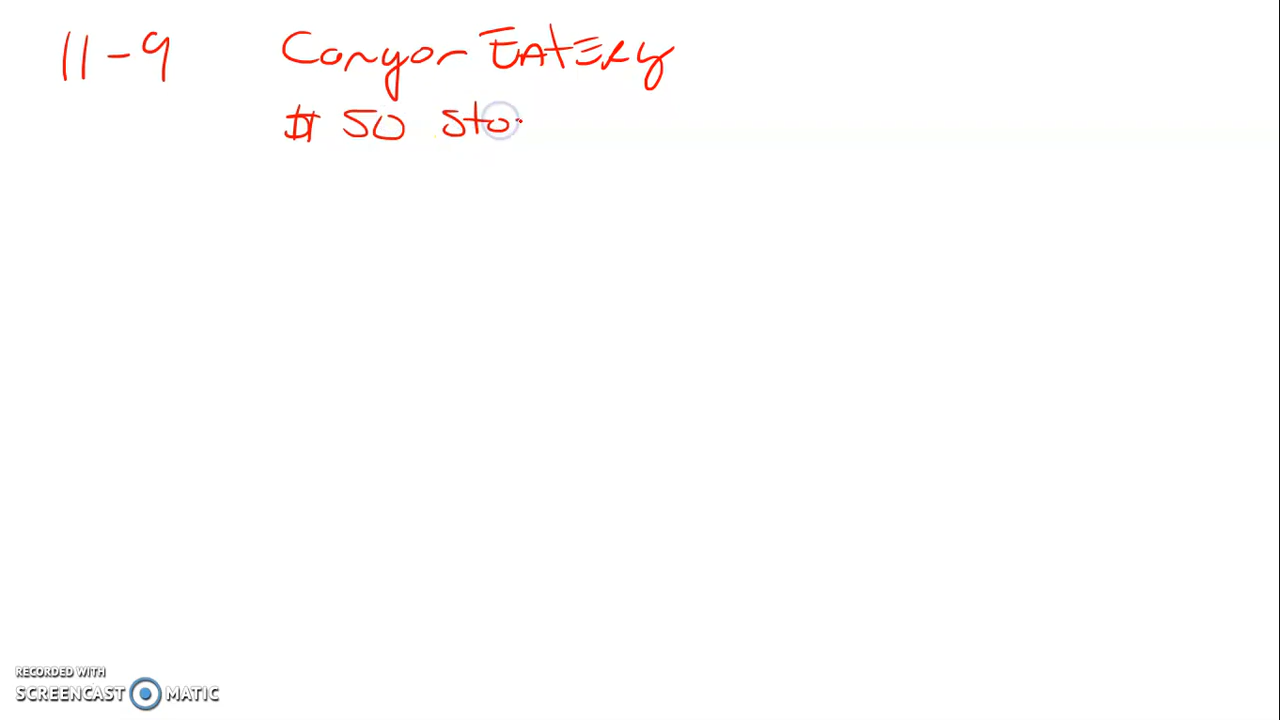 11-9 Canyon EATERy
$ 50 sto
RECORDED WITH
SCREENCAST MATIC